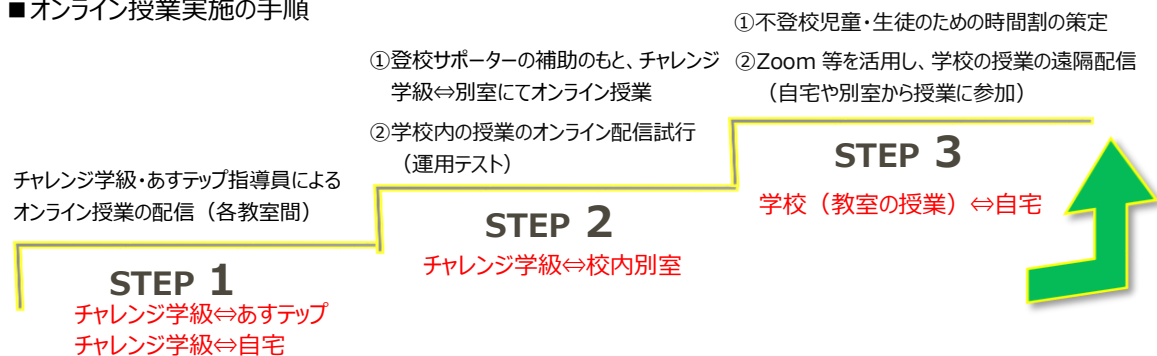 ■オンライン授業実施の手順
チャレンジ学級・あすテップ指導員による
オンライン授業の配信（各教室間）
STEP 1
チャレンジ学級⇔あすテップ
チャレンジ学級⇔自宅
①登校サポーターの補助のもと、チャレンジ
学級⇔別室にてオンライン授業
②学校内の授業のオンライン配信試行
（運用テスト）
STEP 2
チャレンジ学級⇔校内別室
①不登校児童・生徒のための時間割の策定
②Zoom 等を活用し、学校の授業の遠隔配信
（自宅や別室から授業に参加）
STEP 3
学校（教室の授業）⇔自宅